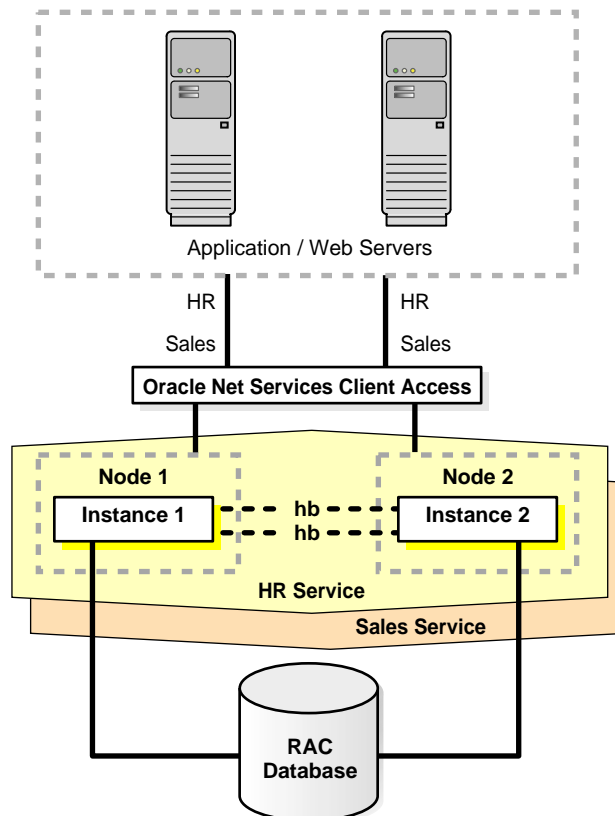 Application / Web Servers
HR
HR
Sales
Sales
Oracle Net Services Client Access
Node 1
Node 2
Instance 1
hb
hb
Instance 2
HR Service
Sales Service
RAC
Database